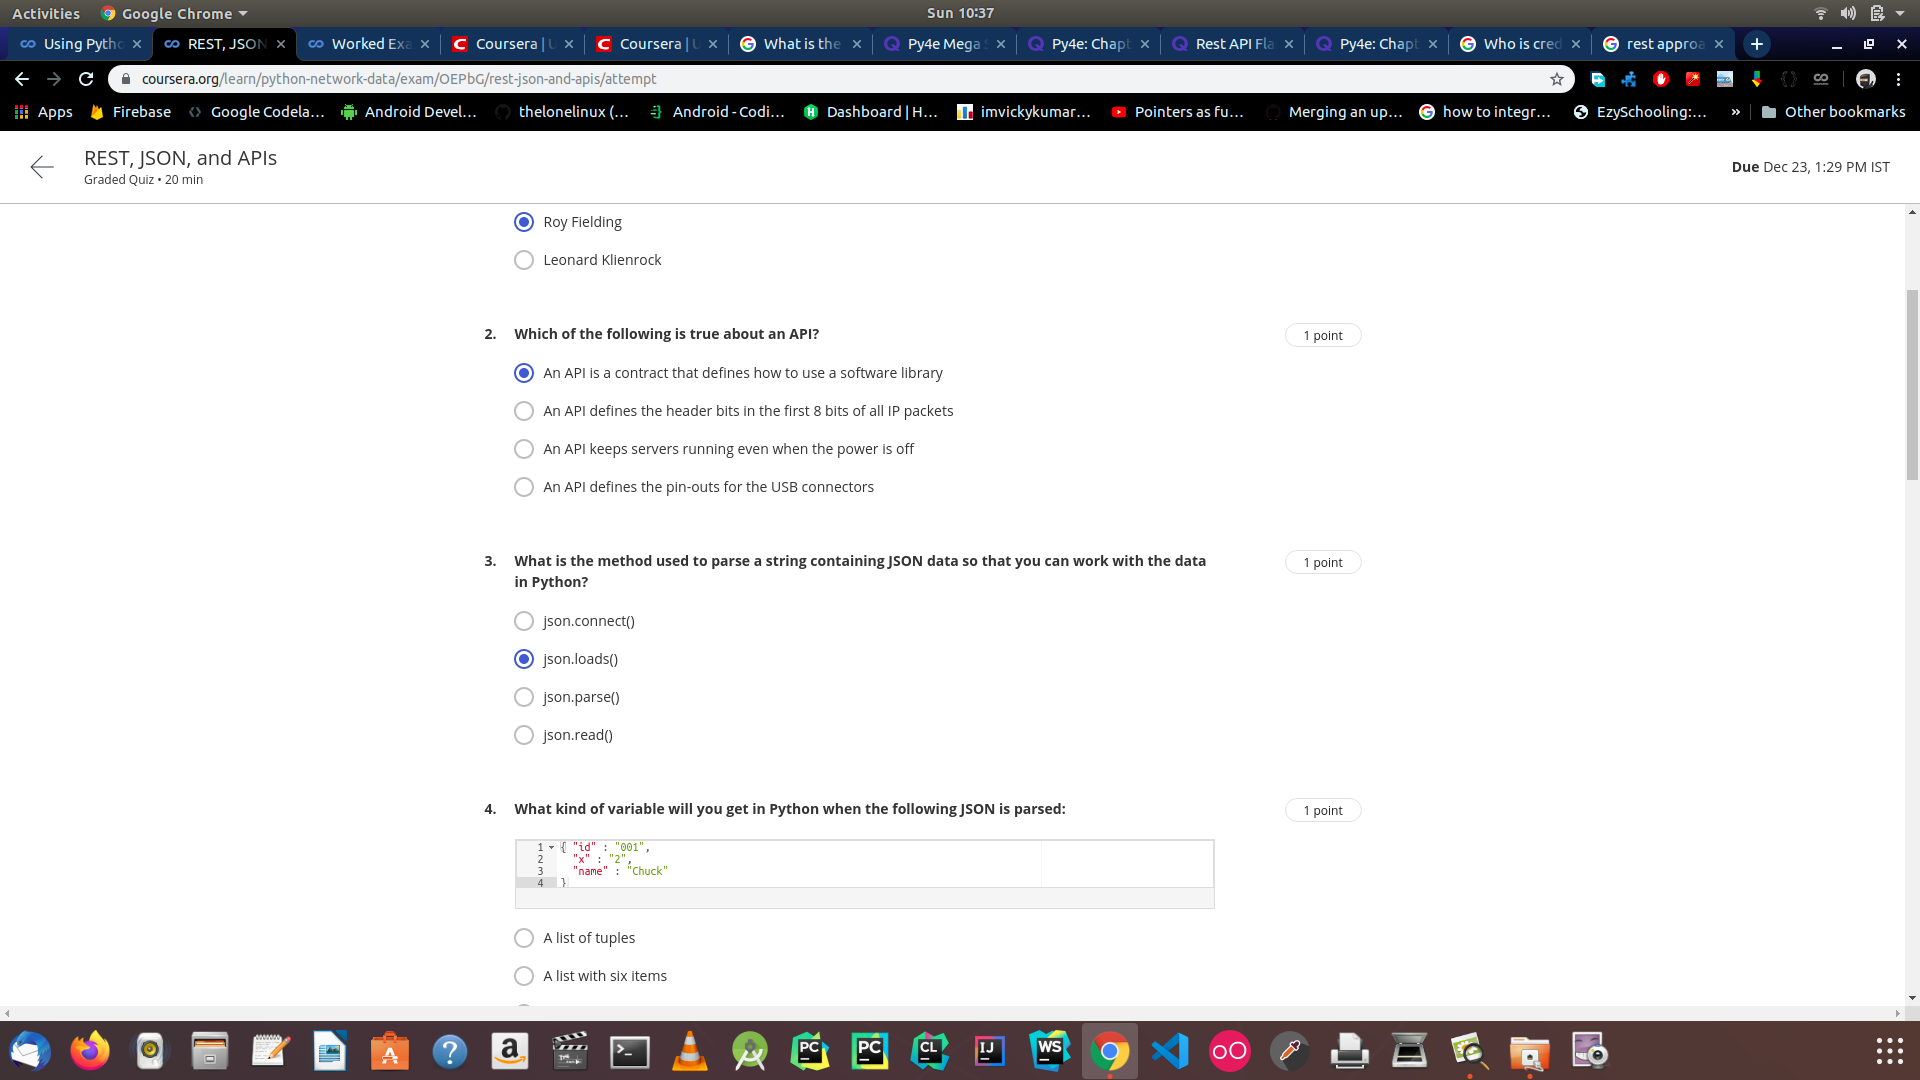 Activities Google Chrome Sun 10:37
Using Pytho REST, JSON Worked Exa Coursera | U Coursera | U What is the Py4e Mega Py4e: Chapt Rest API Fla Py4e: Chapt Who is cred rest approa
coursera.org/learn/python-network-data/exam/OEPbG/rest-json-and-apis/attempt
Apps Firebase Google Codela... Android Devel... thelonelinux (... Android - Codi... Dashboard | H... imvickykumar... Pointers as fu... Merging an up... how to integr... EzySchooling:... » Other bookmarks
REST, JSON, and APIs
Graded Quiz • 20 min
Due Dec 23, 1:29 PM IST
Roy Fielding
Leonard Klienrock
2. Which of the following is true about an API? 1 point
An API is a contract that defines how to use a software library
An API defines the header bits in the first 8 bits of all IP packets
An API keeps servers running even when the power is off
An API defines the pin-outs for the USB connectors
3. What is the method used to parse a string containing JSON data so that you can work with the data 1 point
in Python?
json.connect()
json.loads()
json.parse()
json.read()
4. What kind of variable will you get in Python when the following JSON is parsed: 1 point
1 { "id" : "001",
2 "x" : "2",
3 "name" : "Chuck"
4 }
A list of tuples
A list with six items